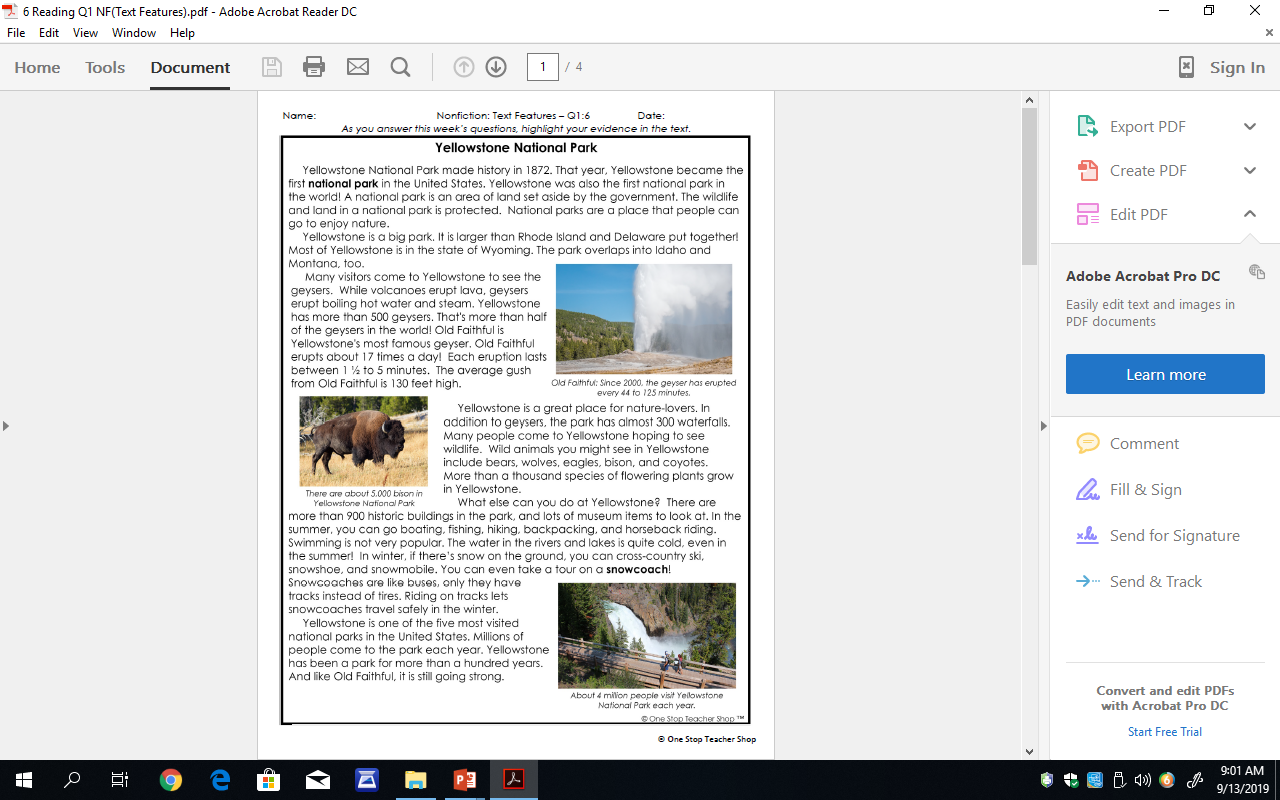 6 Reading Q1 NF(Text Features).pdf - Adobe Acrobat Reader DC
File Edit View Window Help
Home Tools Document 1 / 4 Sign In
Name: Nonfiction: Text Features – Q1:6 Date:
As you answer this week's questions, highlight your evidence in the text.
Yellowstone National Park
Yellowstone National Park made history in 1872. That year, Yellowstone became the
first national park in the United States. Yellowstone was also the first national park in
the world! A national park is an area of land set aside by the government. The wildlife
and land in a national park is protected. National parks are a place that people can
go to enjoy nature.
Yellowstone is a big park. It is larger than Rhode Island and Delaware put together!
Most of Yellowstone is in the state of Wyoming. The park overlaps into Idaho and
Montana, too.
Many visitors come to Yellowstone to see the
geysers. While volcanoes erupt lava, geysers
erupt boiling hot water and steam. Yellowstone
has more than 500 geysers. That's more than half
of the geysers in the world! Old Faithful is
Yellowstone's most famous geyser. Old Faithful
erupts about 17 times a day! Each eruption lasts
between 1 ½ to 5 minutes. The average gush
from Old Faithful is 130 feet high.
Old Faithful: Since 2000, the geyser has erupted
every 44 to 125 minutes.
Yellowstone is a great place for nature-lovers. In
addition to geysers, the park has almost 300 waterfalls.
Many people come to Yellowstone hoping to see
wildlife. Wild animals you might see in Yellowstone
include bears, wolves, eagles, bison, and coyotes.
More than a thousand species of flowering plants grow
in Yellowstone.
There are about 5,000 bison in
Yellowstone National Park
What else can you do at Yellowstone? There are
more than 900 historic buildings in the park, and lots of museum items to look at. In the
summer, you can go boating, fishing, hiking, backpacking, and horseback riding.
Swimming is not very popular. The water in the rivers and lakes is quite cold, even in
the summer! In winter, if there's snow on the ground, you can cross-country ski,
snowshoe, and snowmobile. You can even take a tour on a snowcoach!
Snowcoaches are like buses, only they have
tracks instead of tires. Riding on tracks lets
snowcoaches travel safely in the winter.
Yellowstone is one of the five most visited
national parks in the United States. Millions of
people come to the park each year. Yellowstone
has been a park for more than a hundred years.
And like Old Faithful, it is still going strong.
About 4 million people visit Yellowstone
National Park each year.
© One Stop Teacher Shop ™
© One Stop Teacher Shop
Export PDF
Create PDF
Edit PDF
Adobe Acrobat Pro DC
Easily edit text and images in
PDF documents
Learn more
Comment
Fill & Sign
Send for Signature
Send & Track
Convert and edit PDFs
with Acrobat Pro DC
Start Free Trial
9:01 AM
9/13/2019